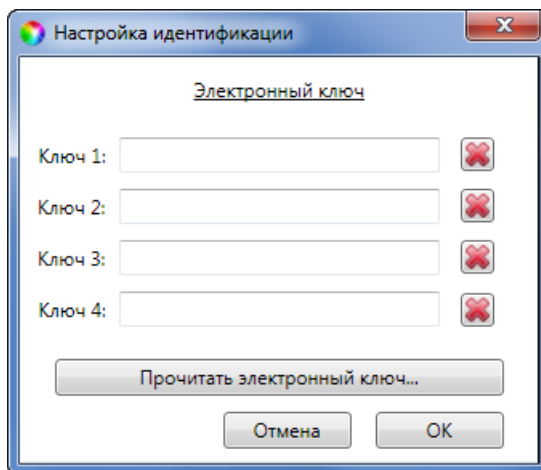 Настройка идентификации
Электронный ключ
Ключ 1:
Ключ 2:
Ключ 3:
Ключ 4:
Прочитать электронный ключ...
Отмена OK